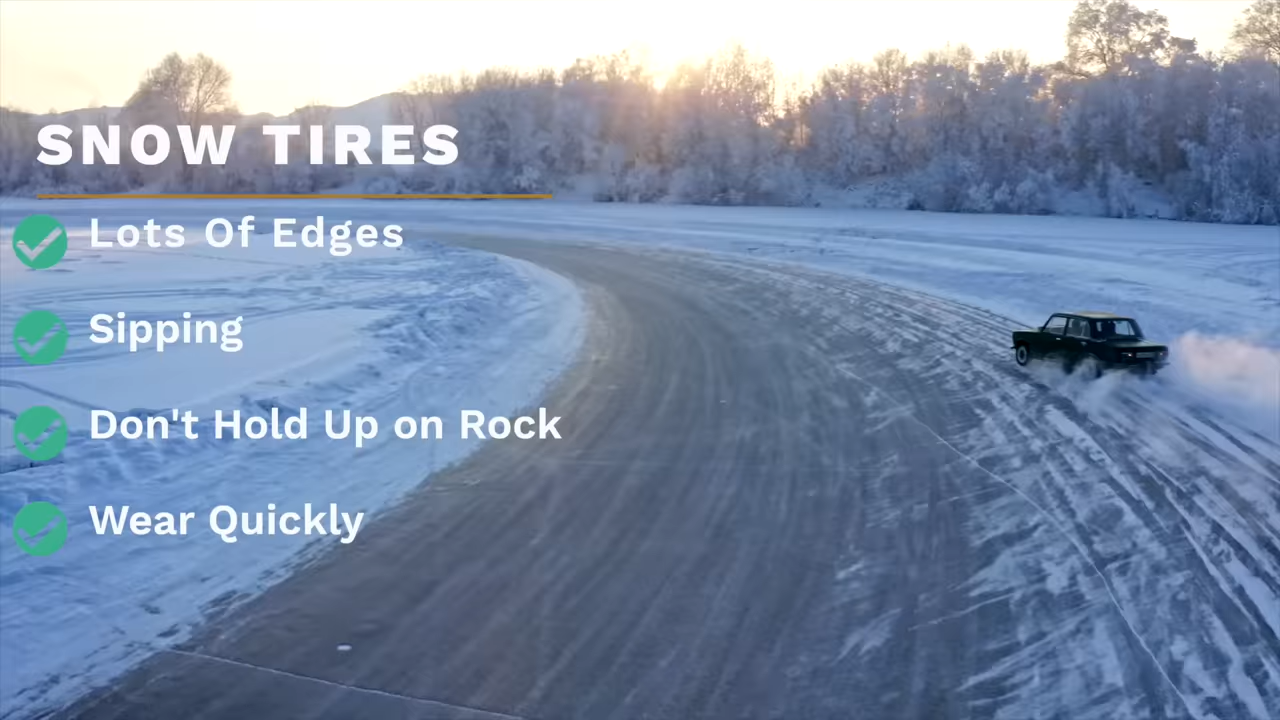 SNOW TIRES
Lots Of Edges
Sipping
Don't Hold Up on Rock
Wear Quickly